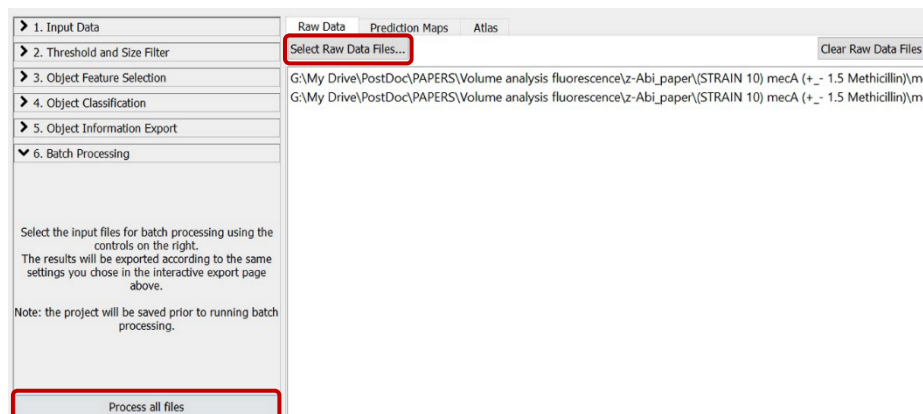 1. Input Data
2. Threshold and Size Filter
3. Object Feature Selection
4. Object Classification
5. Object Information Export
6. Batch Processing
Select the input files for batch processing using the
controls on the right.
The results will be exported according to the same
settings you chose in the interactive export page
above.
Note: the project will be saved prior to running batch
processing.
Process all files
Raw Data Prediction Maps Atlas
Select Raw Data Files... Clear Raw Data Files
G:\My Drive\PostDoc\PAPERS\Volume analysis fluorescence\z-Abi_paper\(STRAIN 10) mecA (+_- 1.5 Methicillin)\m
G:\My Drive\PostDoc\PAPERS\Volume analysis fluorescence\z-Abi_paper\(STRAIN 10) mecA (+_- 1.5 Methicillin)\m